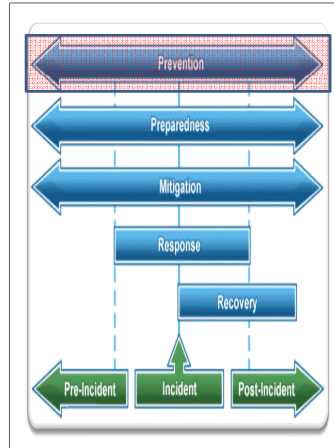 Prevention
Preparedness
Mitigation
Response
Recovery
Pre-Incident Incident Post-Incident